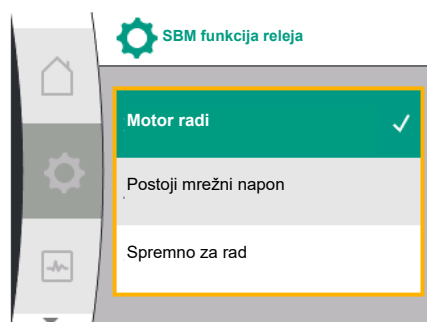 SBM funkcija releja
Motor radi
Postoji mrežni napon
Spremno za rad